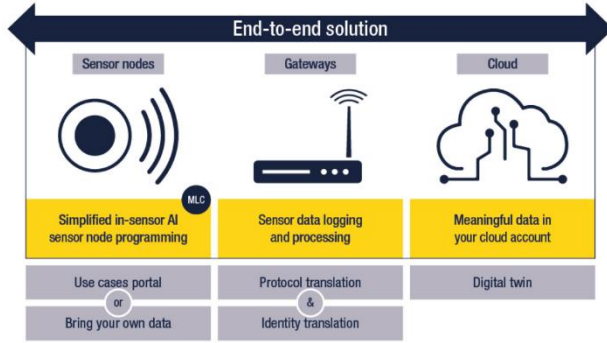 End-to-end solution
Sensor nodes
Gateways
Cloud
MLC
Simplified in-sensor AI
sensor node programming
Sensor data logging
and processing
Meaningful data in
your cloud account
Use cases portal
or
Bring your own data
Protocol translation
&
Identity translation
Digital twin